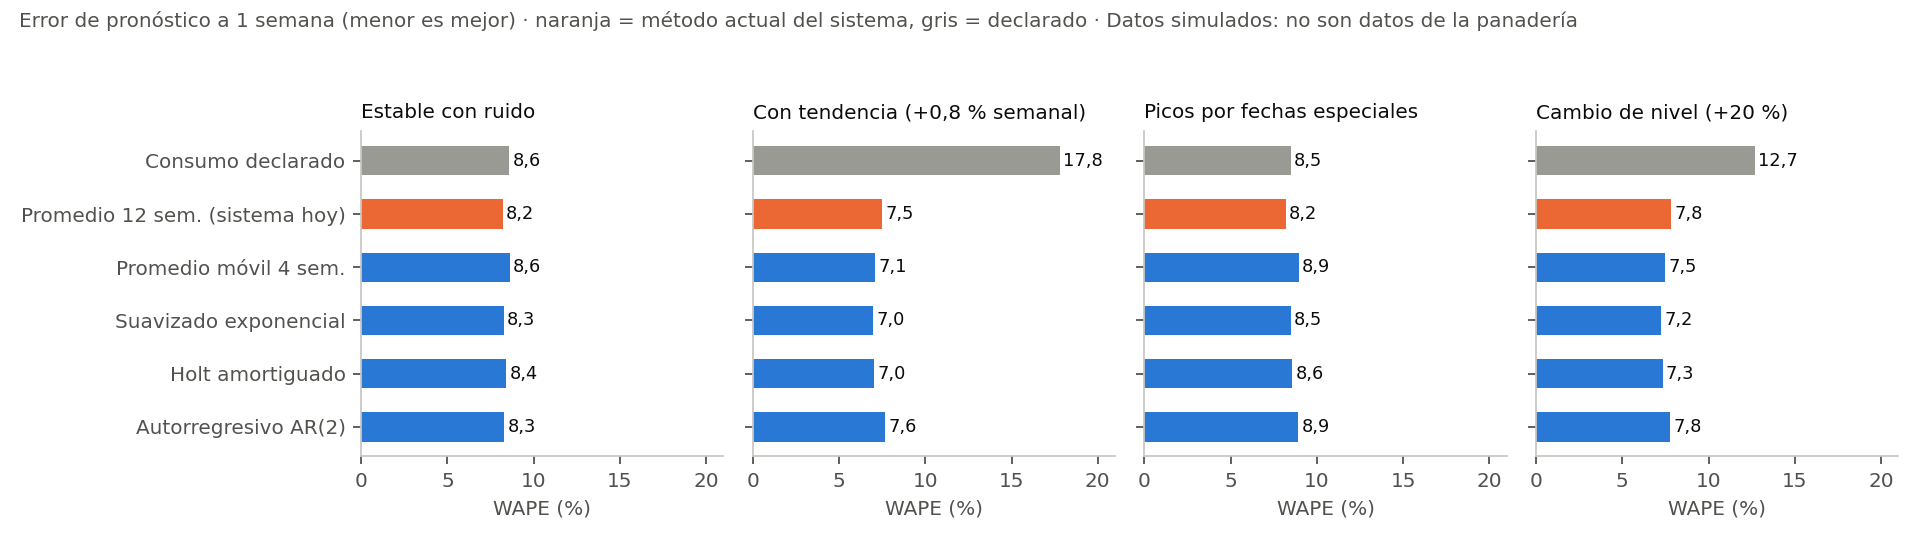 Error de pronóstico a 1 semana (menor es mejor) · naranja = método actual del sistema, gris = declarado · Datos simulados: no son datos de la panadería
Estable con ruido
Con tendencia (+0,8 % semanal)
Picos por fechas especiales
Cambio de nivel (+20 %)
Consumo declarado 8,6 17,8 8,5 12,7
Promedio 12 sem. (sistema hoy) 8,2 7,5 8,2 7,8
Promedio móvil 4 sem. 8,6 7,1 8,9 7,5
Suavizado exponencial 8,3 7,0 8,5 7,2
Holt amortiguado 8,4 7,0 8,6 7,3
Autorregresivo AR(2) 8,3 7,6 8,9 7,8
0 5 10 15 20 0 5 10 15 20 0 5 10 15 20 0 5 10 15 20
WAPE (%) WAPE (%) WAPE (%) WAPE (%)